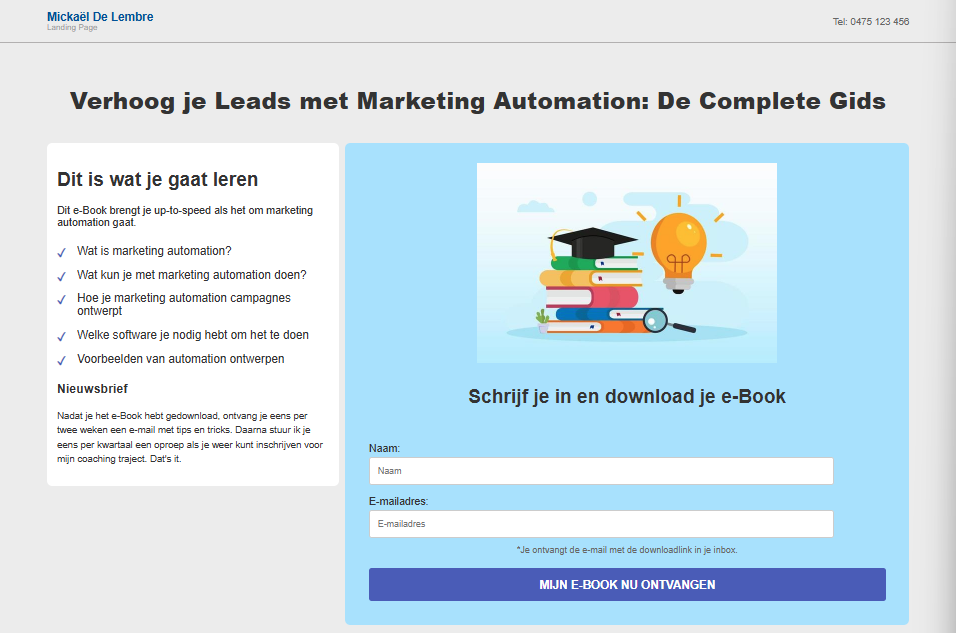 Mickaël De Lembre
Landing Page
Tel: 0475 123 456
Verhoog je Leads met Marketing Automation: De Complete Gids
Dit is wat je gaat leren
Dit e-Book brengt je up-to-speed als het om marketing
automation gaat.
Wat is marketing automation?
Wat kun je met marketing automation doen?
Hoe je marketing automation campagnes
ontwerpt
Welke software je nodig hebt om het te doen
Voorbeelden van automation ontwerpen
Nieuwsbrief
Nadat je het e-Book hebt gedownload, ontvang je eens per
twee weken een e-mail met tips en tricks. Daarna stuur ik je
eens per kwartaal een oproep als je weer kunt inschrijven voor
mijn coaching traject. Dat's it.
Schrijf je in en download je e-Book
Naam:
Naam
E-mailadres:
E-mailadres
*Je ontvangt de e-mail met de downloadlink in je inbox.
MIJN E-BOOK NU ONTVANGEN